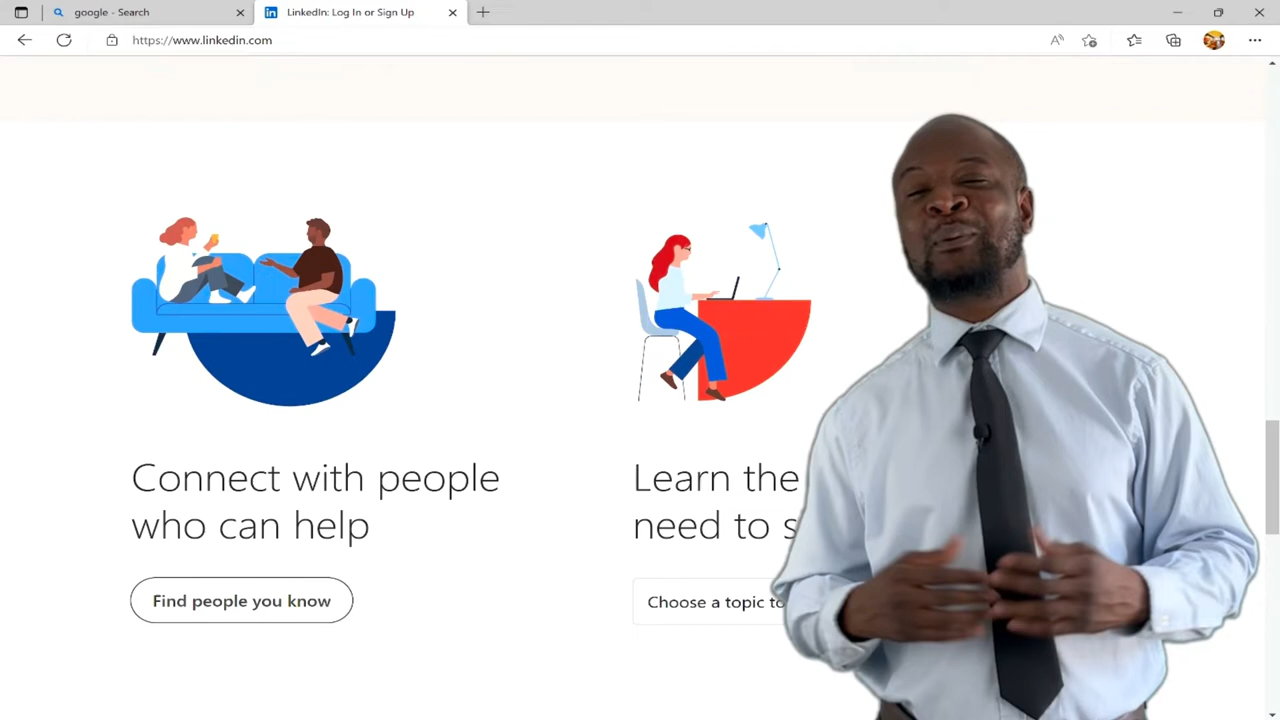 google - Search
LinkedIn: Log In or Sign Up
https://www.linkedin.com
Connect with people
who can help
Find people you know
Learn the
need to s
Choose a topic to